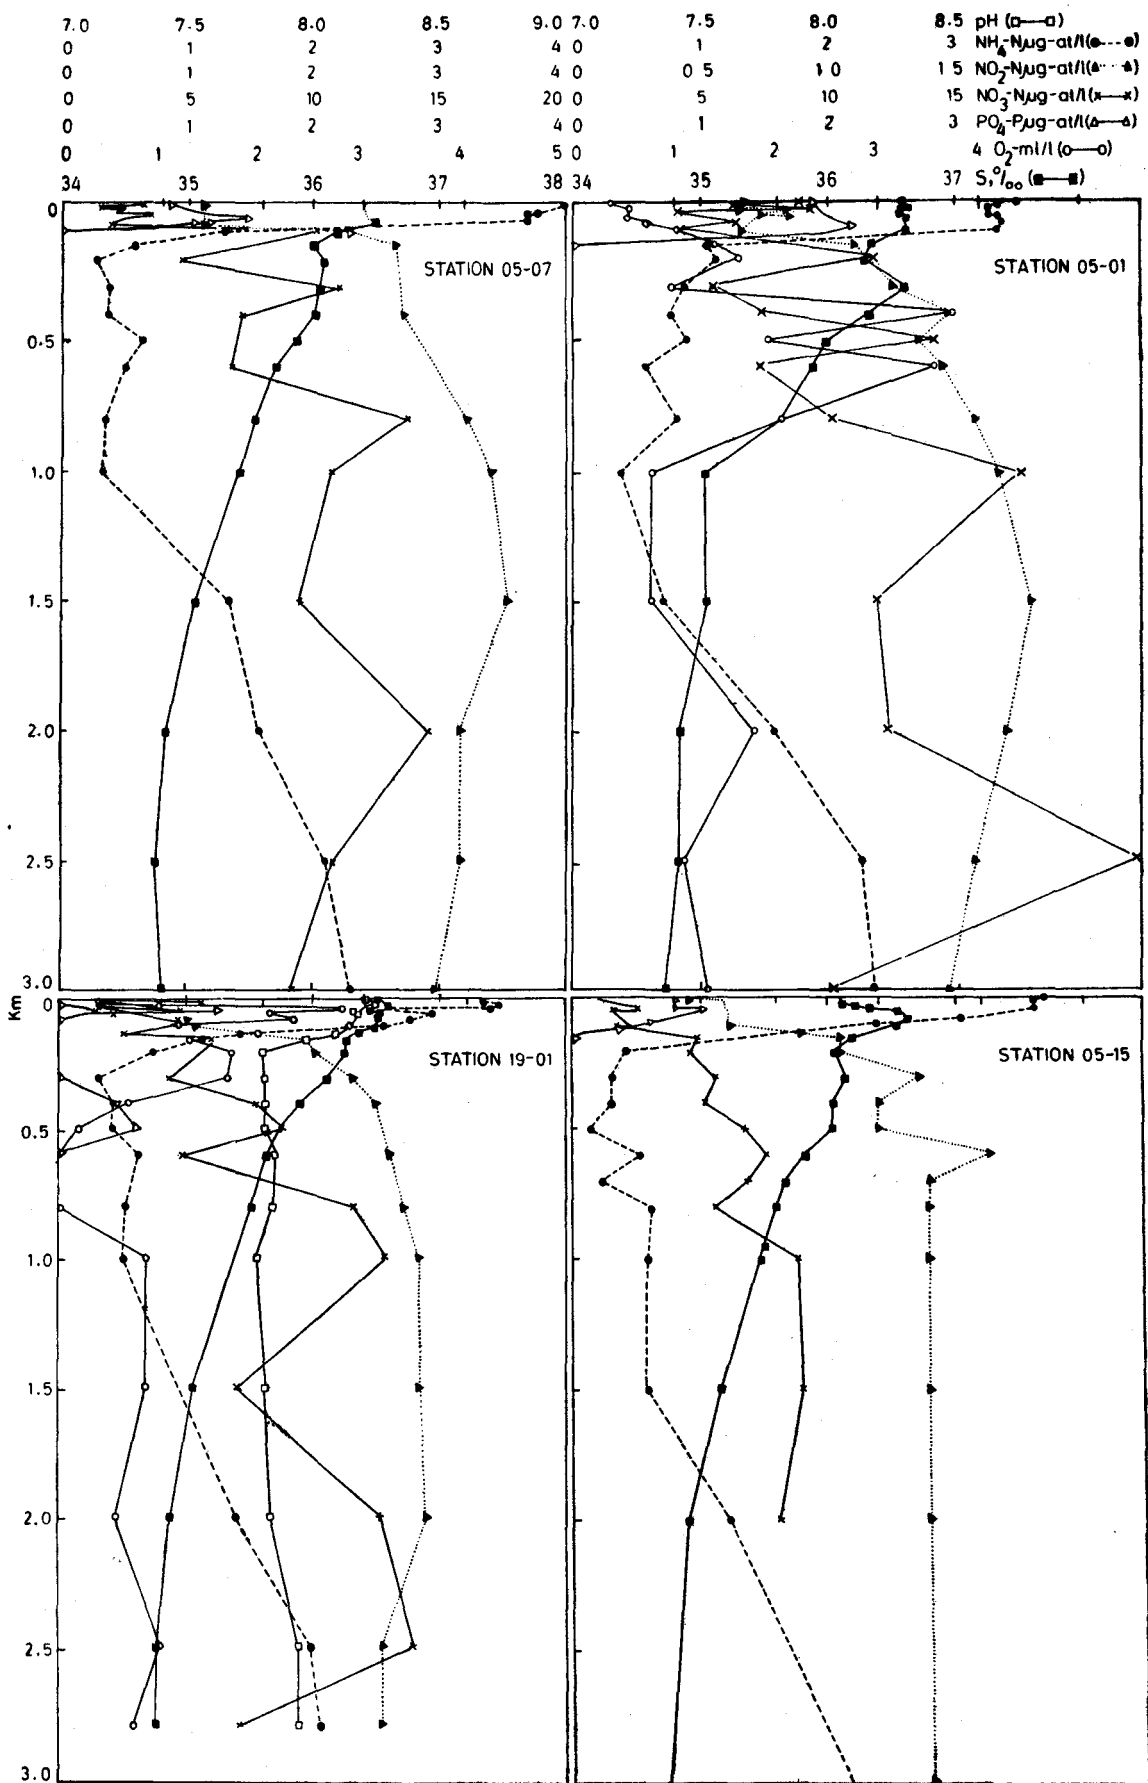 7.0 7.5 8.0 8.5 9.0 7.0 7.5 8.0 8.5 pH (□—□)
0 1 2 3 4 0 1 2 3 NH4-Nμg-at/l(●---●)
0 1 2 3 4 0 0 5 1 0 1 5 NO2-Nμg-at/l(▲···▲)
0 5 10 15 20 0 5 10 15 NO3-Nμg-at/l(×—×)
0 1 2 3 4 0 1 2 3 PO4-Pμg-at/l(△—△)
0 1 2 3 4 5 0 1 2 3 4 O2-ml/l (○—○)
34 35 36 37 38 34 35 36 37 S,°/oo (■—■)
0
STATION 05-07
STATION 05-01
0.5
1.0
1.5
2.0
2.5
3.0
Km
0
STATION 19-01
STATION 05-15
0.5
1.0
1.5
2.0
2.5
3.0